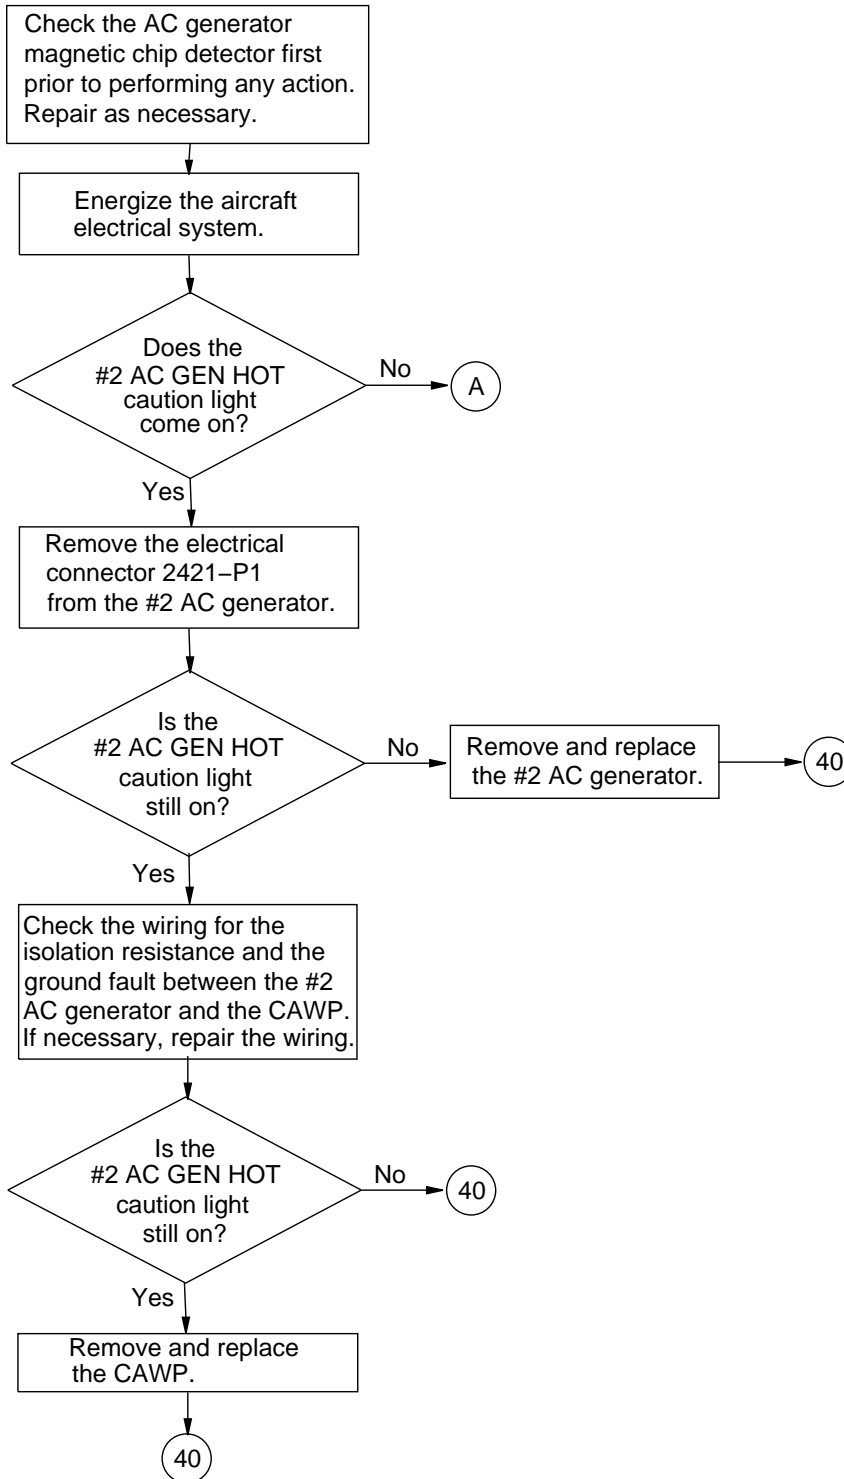 Check the AC generator
magnetic chip detector first
prior to performing any action.
Repair as necessary.
Energize the aircraft
electrical system.
Does the
#2 AC GEN HOT
caution light
come on?
No
A
Yes
Remove the electrical
connector 2421–P1
from the #2 AC generator.
Is the
#2 AC GEN HOT
caution light
still on?
No
Remove and replace
the #2 AC generator.
40
Yes
Check the wiring for the
isolation resistance and the
ground fault between the #2
AC generator and the CAWP.
If necessary, repair the wiring.
Is the
#2 AC GEN HOT
caution light
still on?
No
40
Yes
Remove and replace
the CAWP.
40